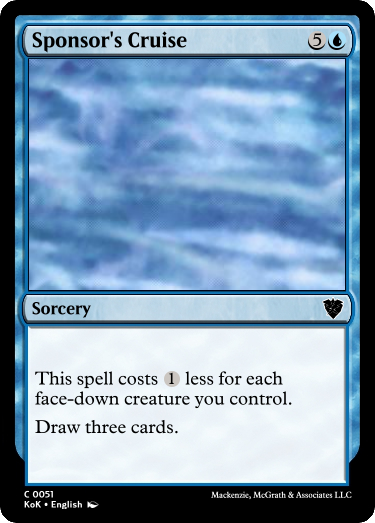 Sponsor's Cruise 5
Sorcery
This spell costs 1 less for each
face-down creature you control.
Draw three cards.
C 0051
KoK • English
Mackenzie, McGrath & Associates LLC